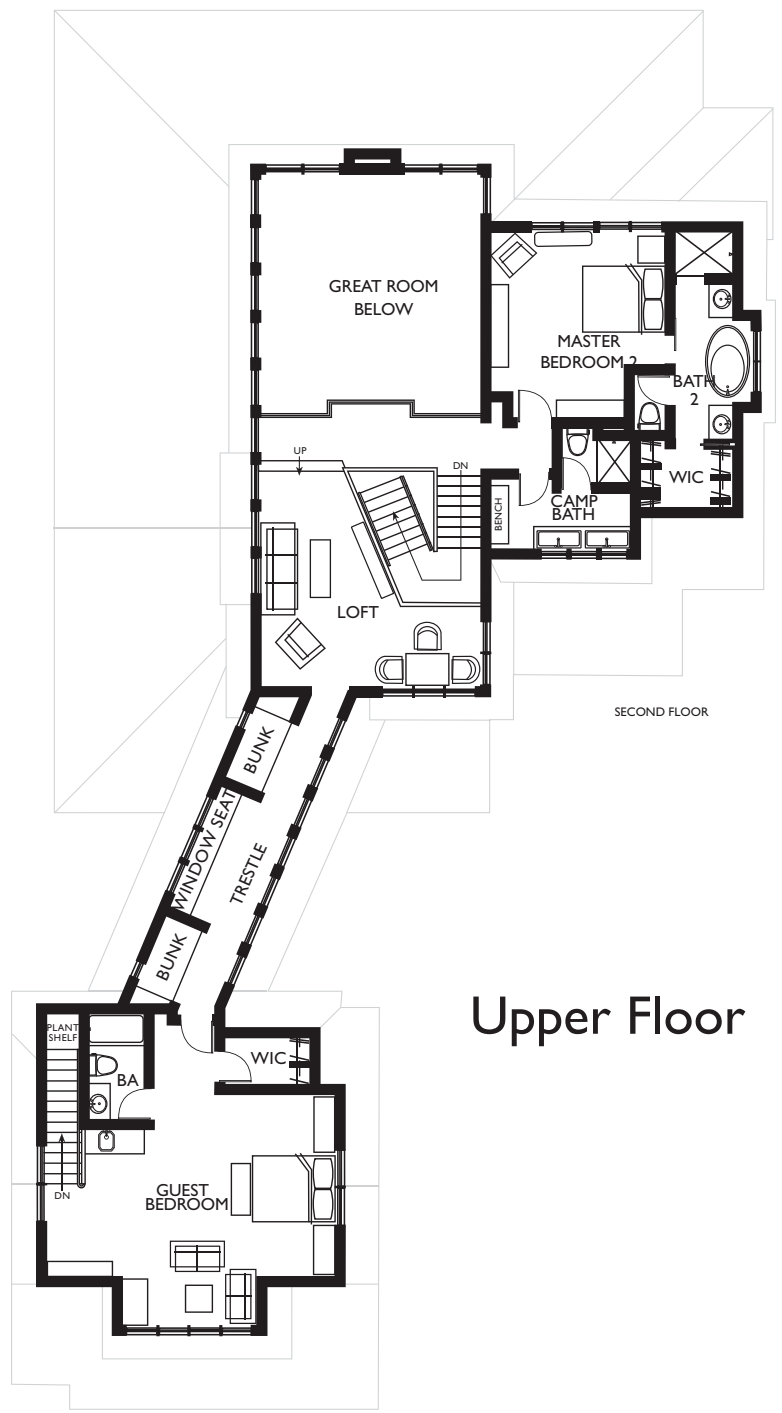 GREAT ROOM
BELOW
MASTER
BEDROOM 2
BATH
2
UP
DN
WIC
BENCH
CAMP
BATH
LOFT
SECOND FLOOR
BUNK
WINDOW SEAT
TRESTLE
BUNK
Upper Floor
PLANT
SHELF
WIC
BA
DN
GUEST
BEDROOM